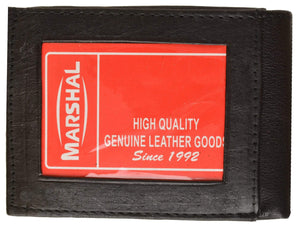 MARSHAL
HIGH QUALITY
GENUINE LEATHER GOODS
Since 1992